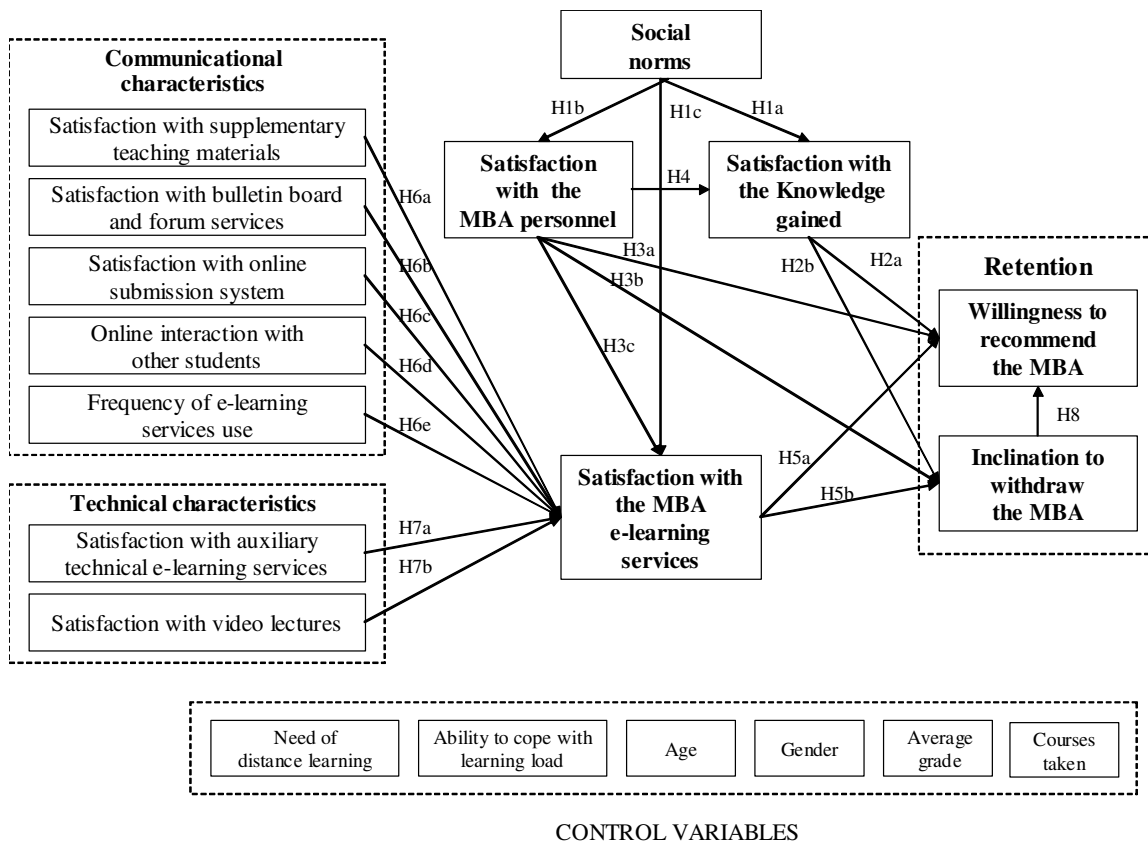 Communicational
characteristics
Satisfaction with supplementary
teaching materials
Satisfaction with bulletin board
and forum services
Satisfaction with online
submission system
Online interaction with
other students
Frequency of e-learning
services use
H6a
H6b
H6c
H6d
H6e
Technical characteristics
Satisfaction with auxiliary
technical e-learning services
Satisfaction with video lectures
H7a
H7b
Social
norms
H1b
H1c
H1a
Satisfaction
with the
MBA personnel
H4
Satisfaction with
the Knowledge
gained
H3a
H3b
H3c
H2b
H2a
Satisfaction with
the MBA
e-learning
services
H5a
H5b
Retention
Willingness to
recommend
the MBA
H8
Inclination to
withdraw
the MBA
Need of
distance learning
Ability to cope with
learning load
Age
Gender
Average
grade
Courses
taken
CONTROL VARIABLES